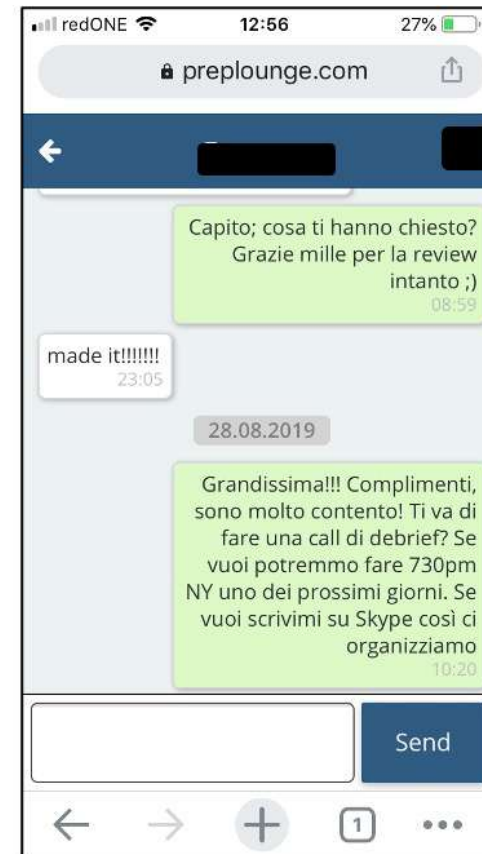 redONE 12:56 27%
preplounge.com
Capito; cosa ti hanno chiesto?
Grazie mille per la review
intanto ;)
08:59
made it!!!!!!!
23:05
28.08.2019
Grandissima!!! Complimenti,
sono molto contento! Ti va di
fare una call di debrief? Se
vuoi potremmo fare 730pm
NY uno dei prossimi giorni. Se
vuoi scrivimi su Skype così ci
organizziamo
10:20
Send
1